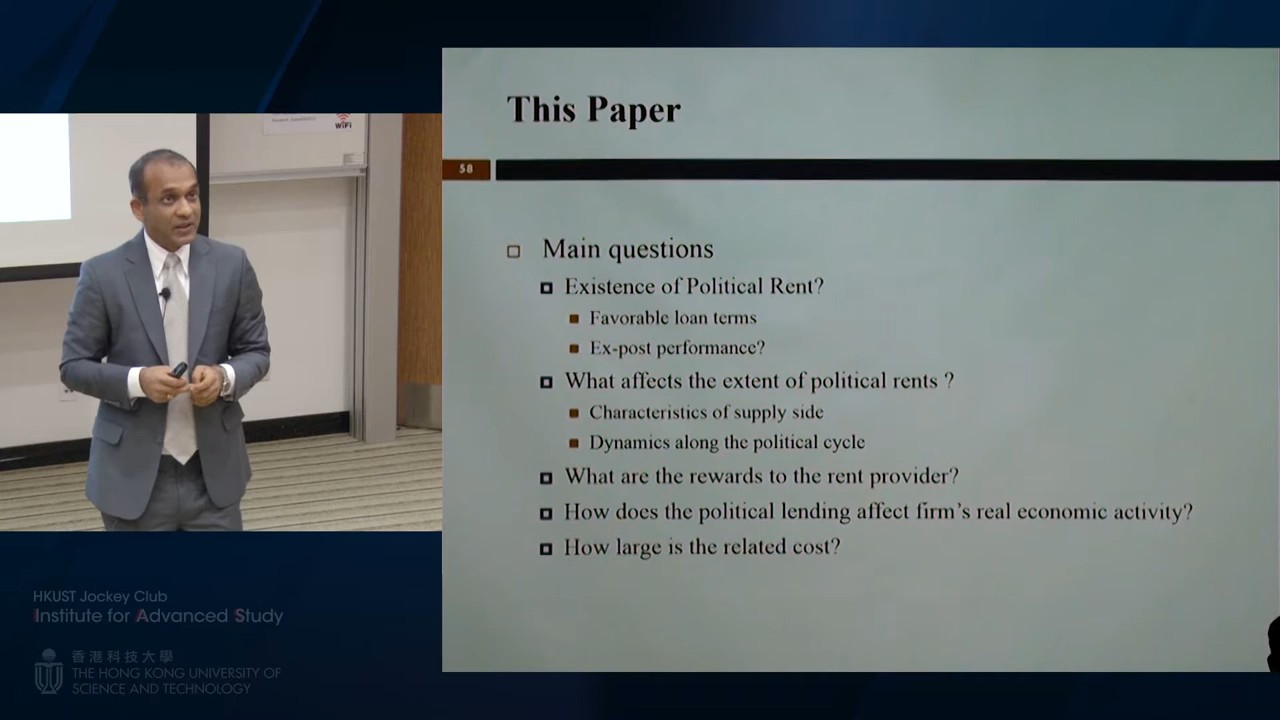 WiFi
This Paper
58
Main questions
Existence of Political Rent?
Favorable loan terms
Ex-post performance?
What affects the extent of political rents ?
Characteristics of supply side
Dynamics along the political cycle
What are the rewards to the rent provider?
How does the political lending affect firm's real economic activity?
How large is the related cost?
HKUST Jockey Club
Institute for Advanced Study
香港科技大學
THE HONG KONG UNIVERSITY OF
SCIENCE AND TECHNOLOGY